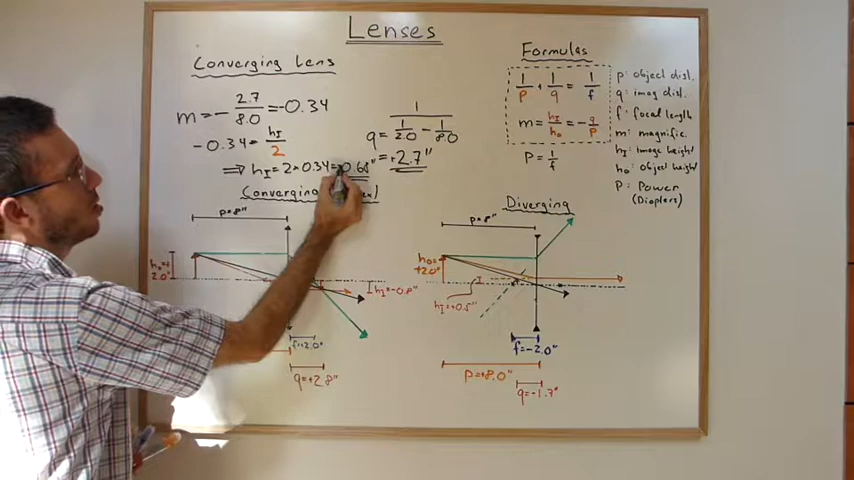 Lenses
Converging Lens
m = - 2.7/8.0 = -0.34
-0.34 = hI/2
⇒ hI = 2 × 0.34 = -0.68"
q = 1 / (1/2.0 - 1/8.0)
= +2.7"
Formulas
1/p + 1/q = 1/f
m = hI/ho = - q/p
P = 1/f
p: object dist.
q: imag dist.
f: focal length
m: magnific.
hI: image height
ho: object height
P: Power
(Diopters)
Converging
p=8"
ho=+
2.0"
hI=-0.8"
f=+2.0"
q=+2.8"
Diverging
p=8"
ho=
+2.0"
hI=+0.5"
f=-2.0"
p=+8.0"
q=-1.7"